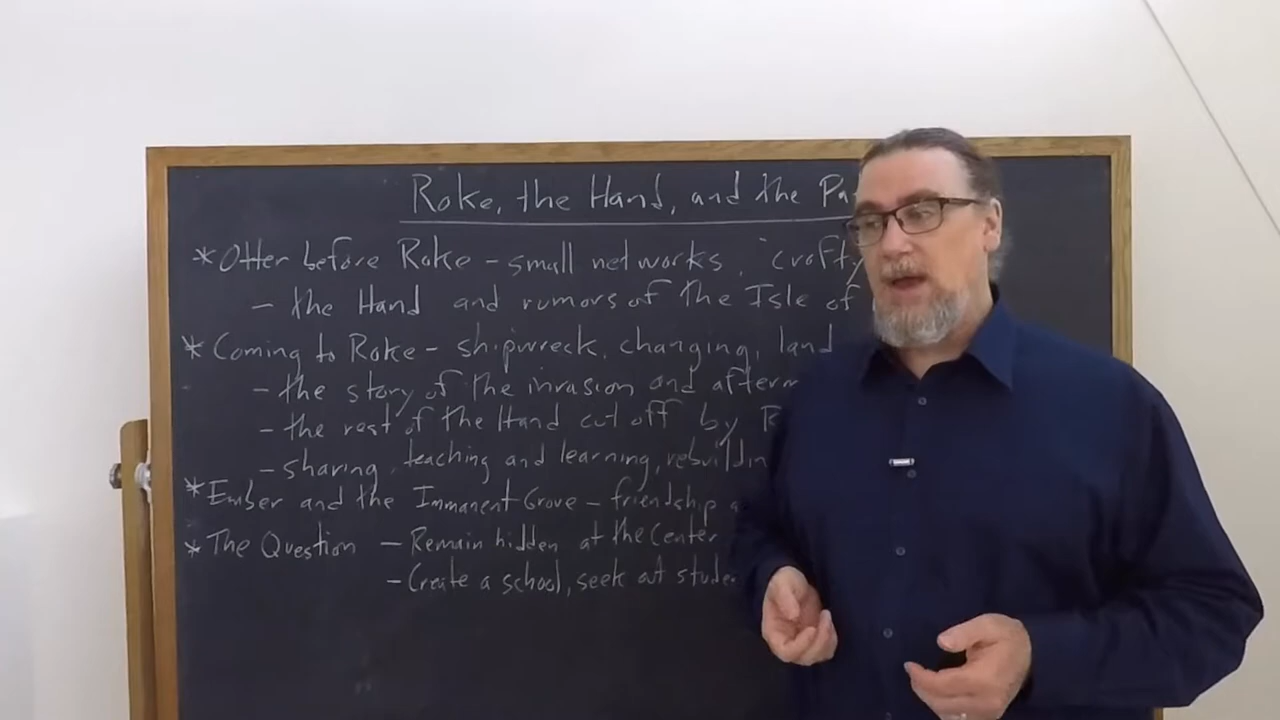 Roke, the Hand, and the Pa
* Otter before Roke - small networks, "crafty
- the Hand and rumors of the Isle of
* Coming to Roke - shipwreck, changing, land
- the story of the invasion and afterm
- the rest of the Hand cut off by R
- sharing, teaching and learning, rebuildin
* Ember and the Immanent Grove - friendship a
* The Question - Remain hidden at the Center
- Create a school, seek out studen